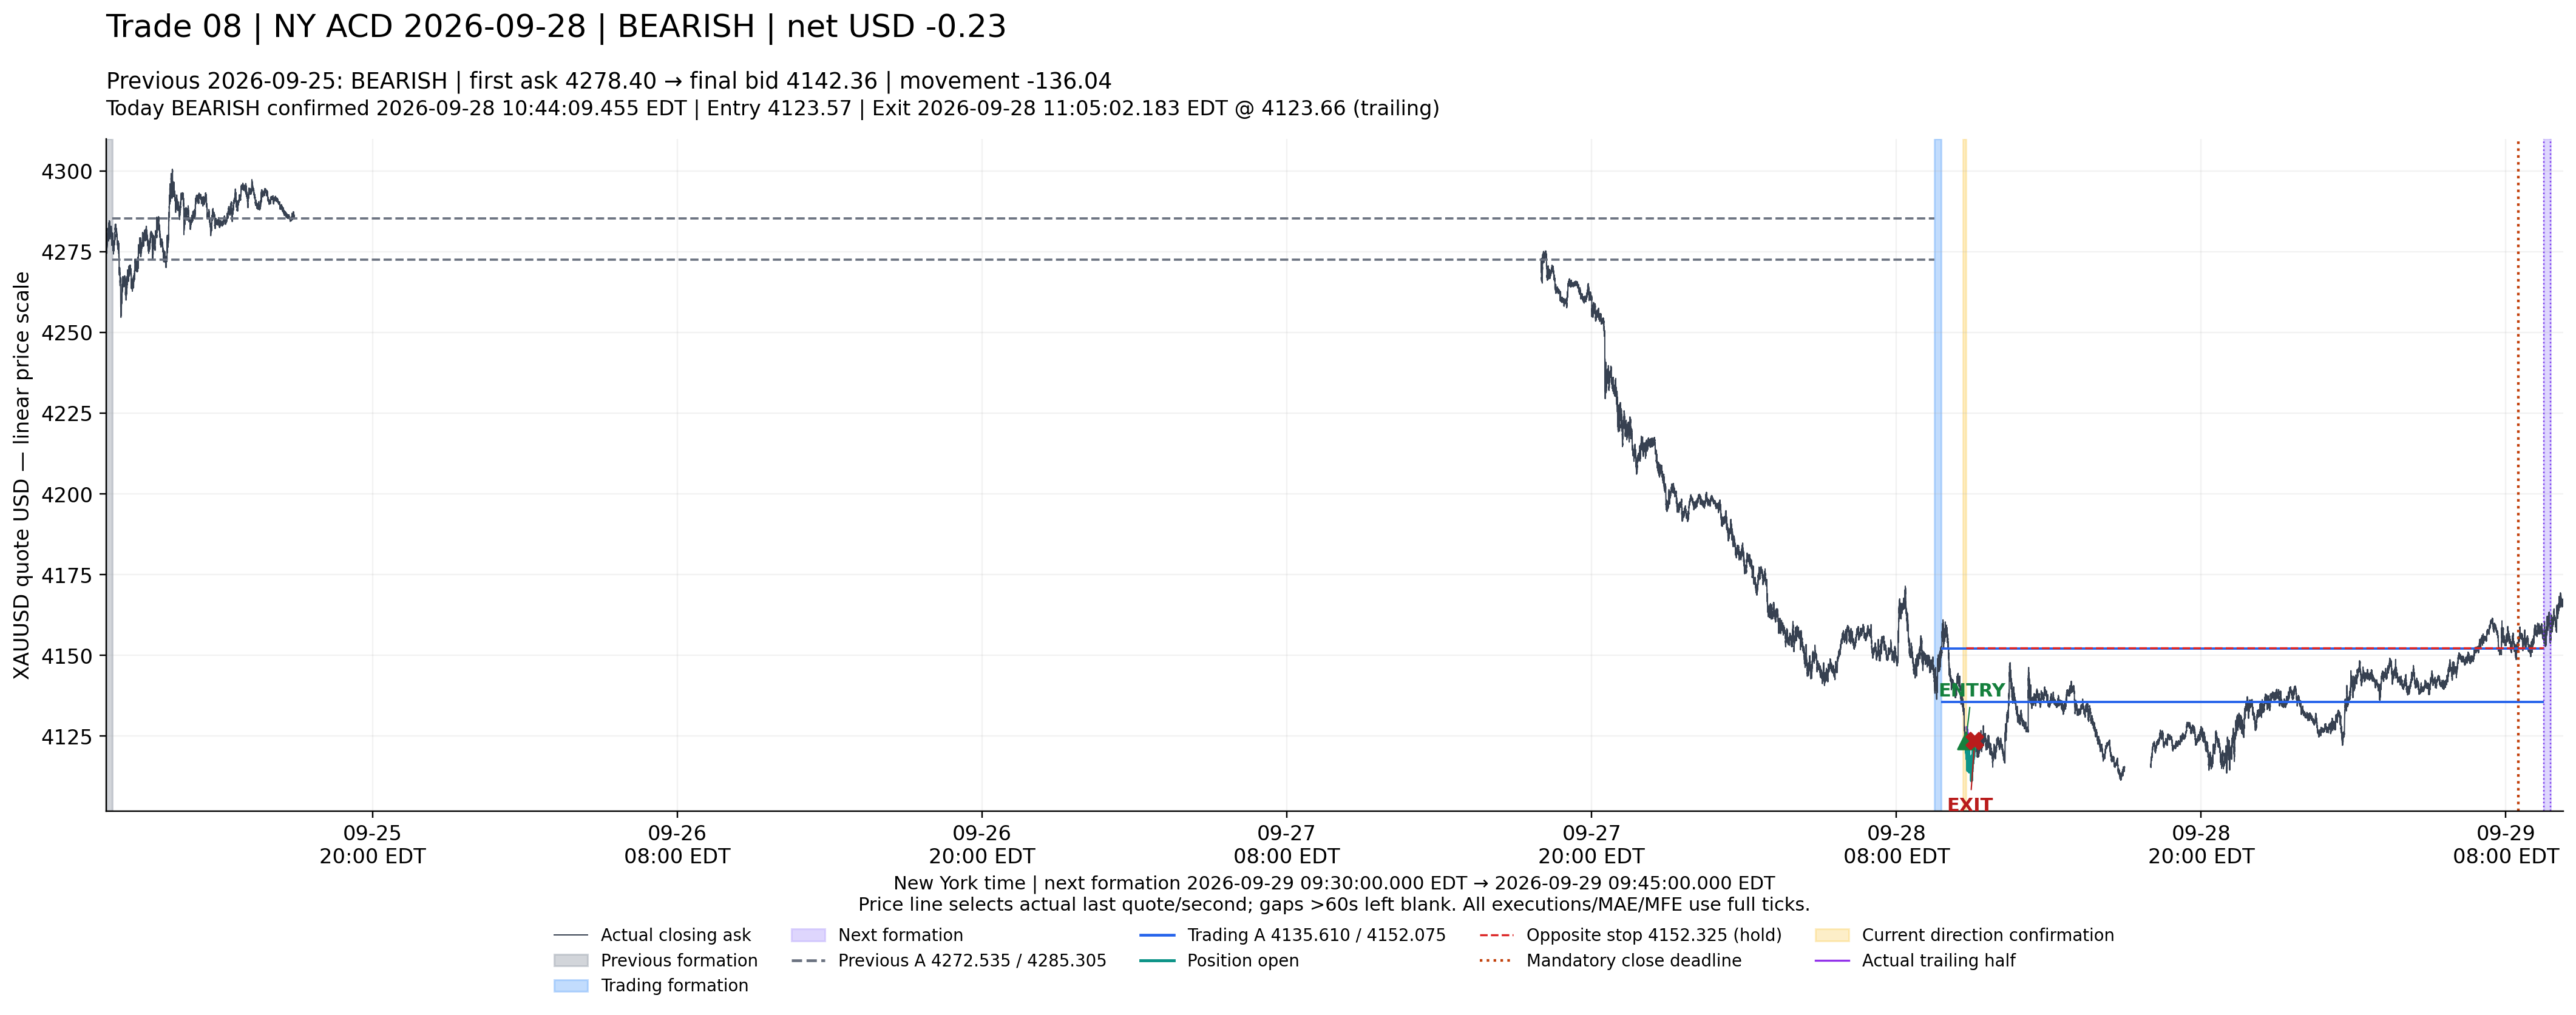 Trade 08 | NY ACD 2026-09-28 | BEARISH | net USD -0.23
Previous 2026-09-25: BEARISH | first ask 4278.40 → final bid 4142.36 | movement -136.04
Today BEARISH confirmed 2026-09-28 10:44:09.455 EDT | Entry 4123.57 | Exit 2026-09-28 11:05:02.183 EDT @ 4123.66 (trailing)
XAUUSD quote USD — linear price scale
4300
4275
4250
4225
4200
4175
4150
4125
ENTRY
EXIT
09-25 20:00 EDT
09-26 08:00 EDT
09-26 20:00 EDT
09-27 08:00 EDT
09-27 20:00 EDT
09-28 08:00 EDT
09-28 20:00 EDT
09-29 08:00 EDT
New York time | next formation 2026-09-29 09:30:00.000 EDT → 2026-09-29 09:45:00.000 EDT
Price line selects actual last quote/second; gaps >60s left blank. All executions/MAE/MFE use full ticks.
Actual closing ask
Previous formation
Trading formation
Next formation
Previous A 4272.535 / 4285.305
Trading A 4135.610 / 4152.075
Position open
Opposite stop 4152.325 (hold)
Mandatory close deadline
Current direction confirmation
Actual trailing half